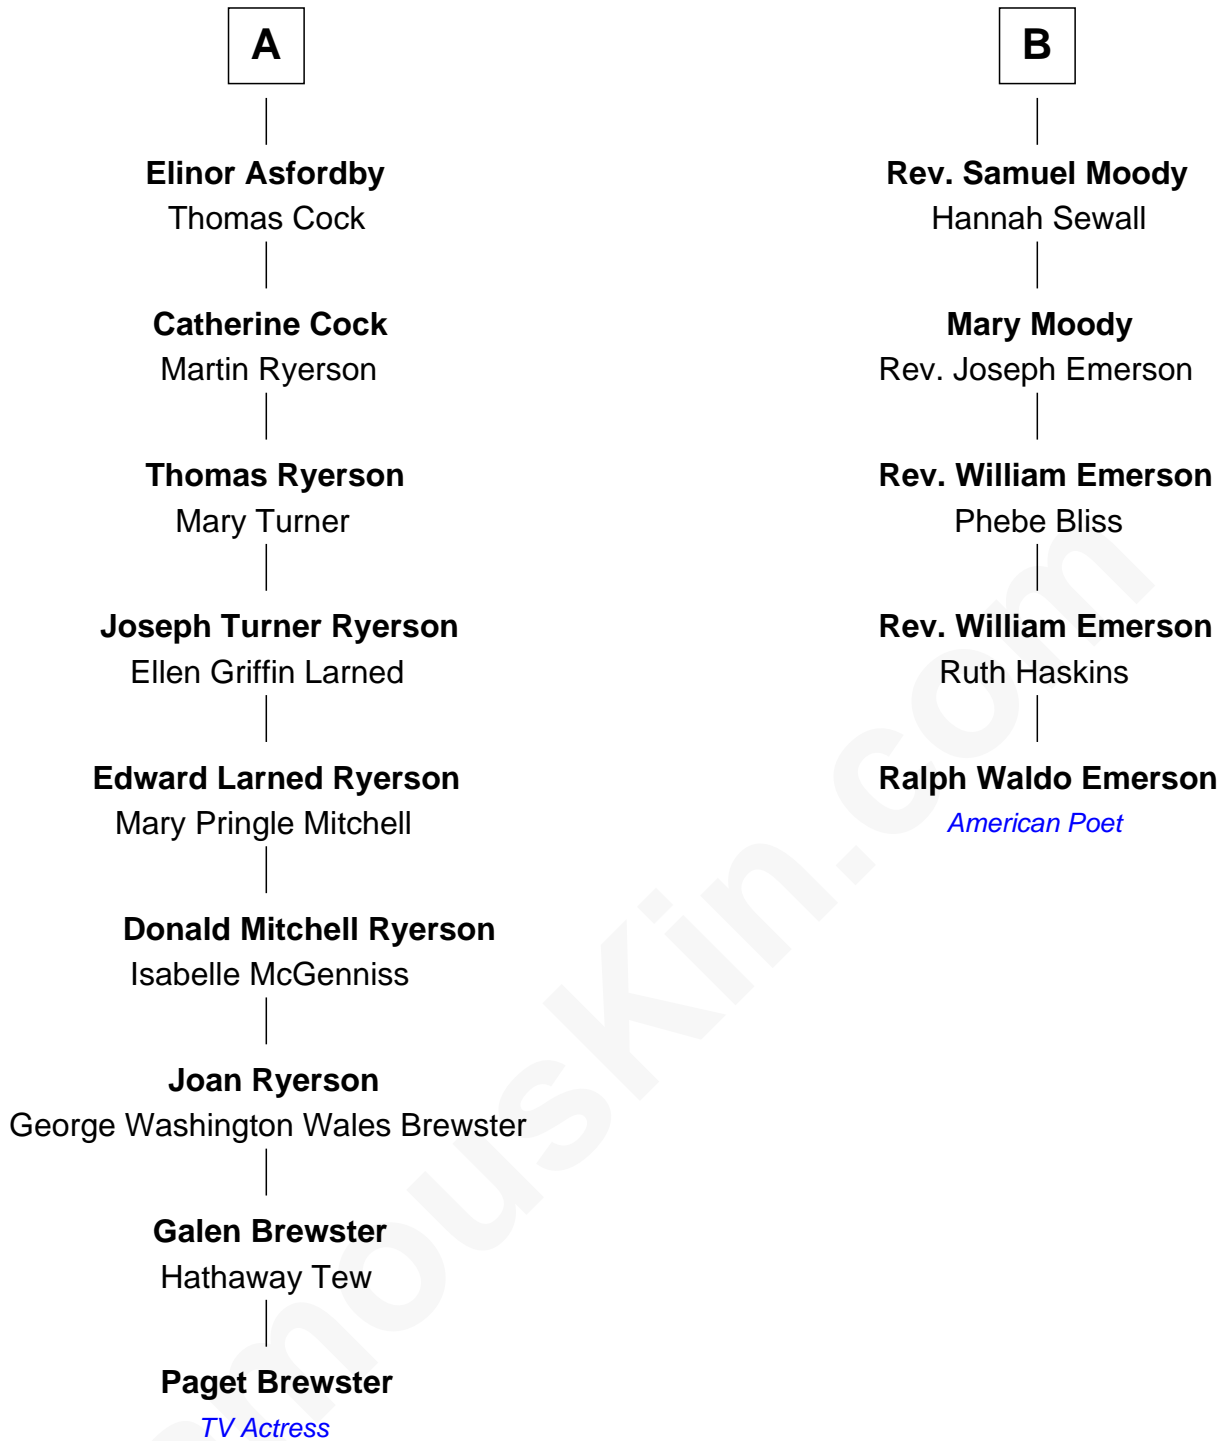 A
Elinor Asfordby
Thomas Cock
Catherine Cock
Martin Ryerson
Thomas Ryerson
Mary Turner
Joseph Turner Ryerson
Ellen Griffin Larned
Edward Larned Ryerson
Mary Pringle Mitchell
Donald Mitchell Ryerson
Isabelle McGenniss
Joan Ryerson
George Washington Wales Brewster
Galen Brewster
Hathaway Tew
Paget Brewster
TV Actress
B
Rev. Samuel Moody
Hannah Sewall
Mary Moody
Rev. Joseph Emerson
Rev. William Emerson
Phebe Bliss
Rev. William Emerson
Ruth Haskins
Ralph Waldo Emerson
American Poet
mousKin.com